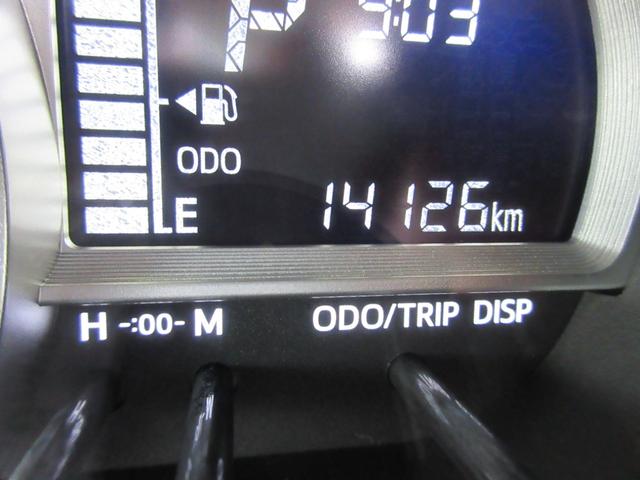 P 9:03
ODO
E 14126km
H -:00- M ODO/TRIP DISP